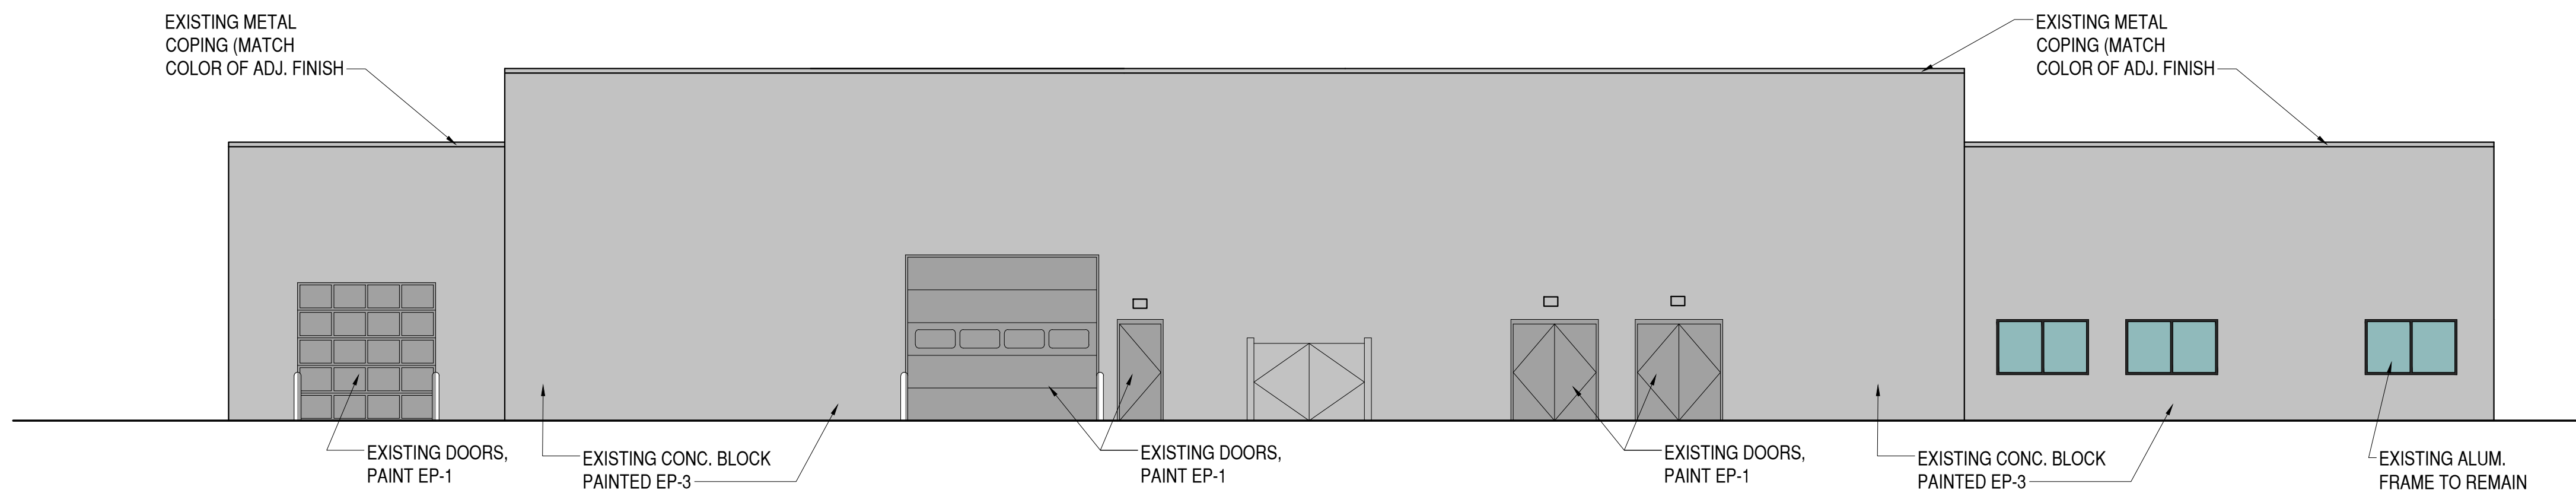 EXISTING METAL
COPING (MATCH
COLOR OF ADJ. FINISH
EXISTING METAL
COPING (MATCH
COLOR OF ADJ. FINISH
EXISTING DOORS,
PAINT EP-1
EXISTING CONC. BLOCK
PAINTED EP-3
EXISTING DOORS,
PAINT EP-1
EXISTING DOORS,
PAINT EP-1
EXISTING CONC. BLOCK
PAINTED EP-3
EXISTING ALUM.
FRAME TO REMAIN